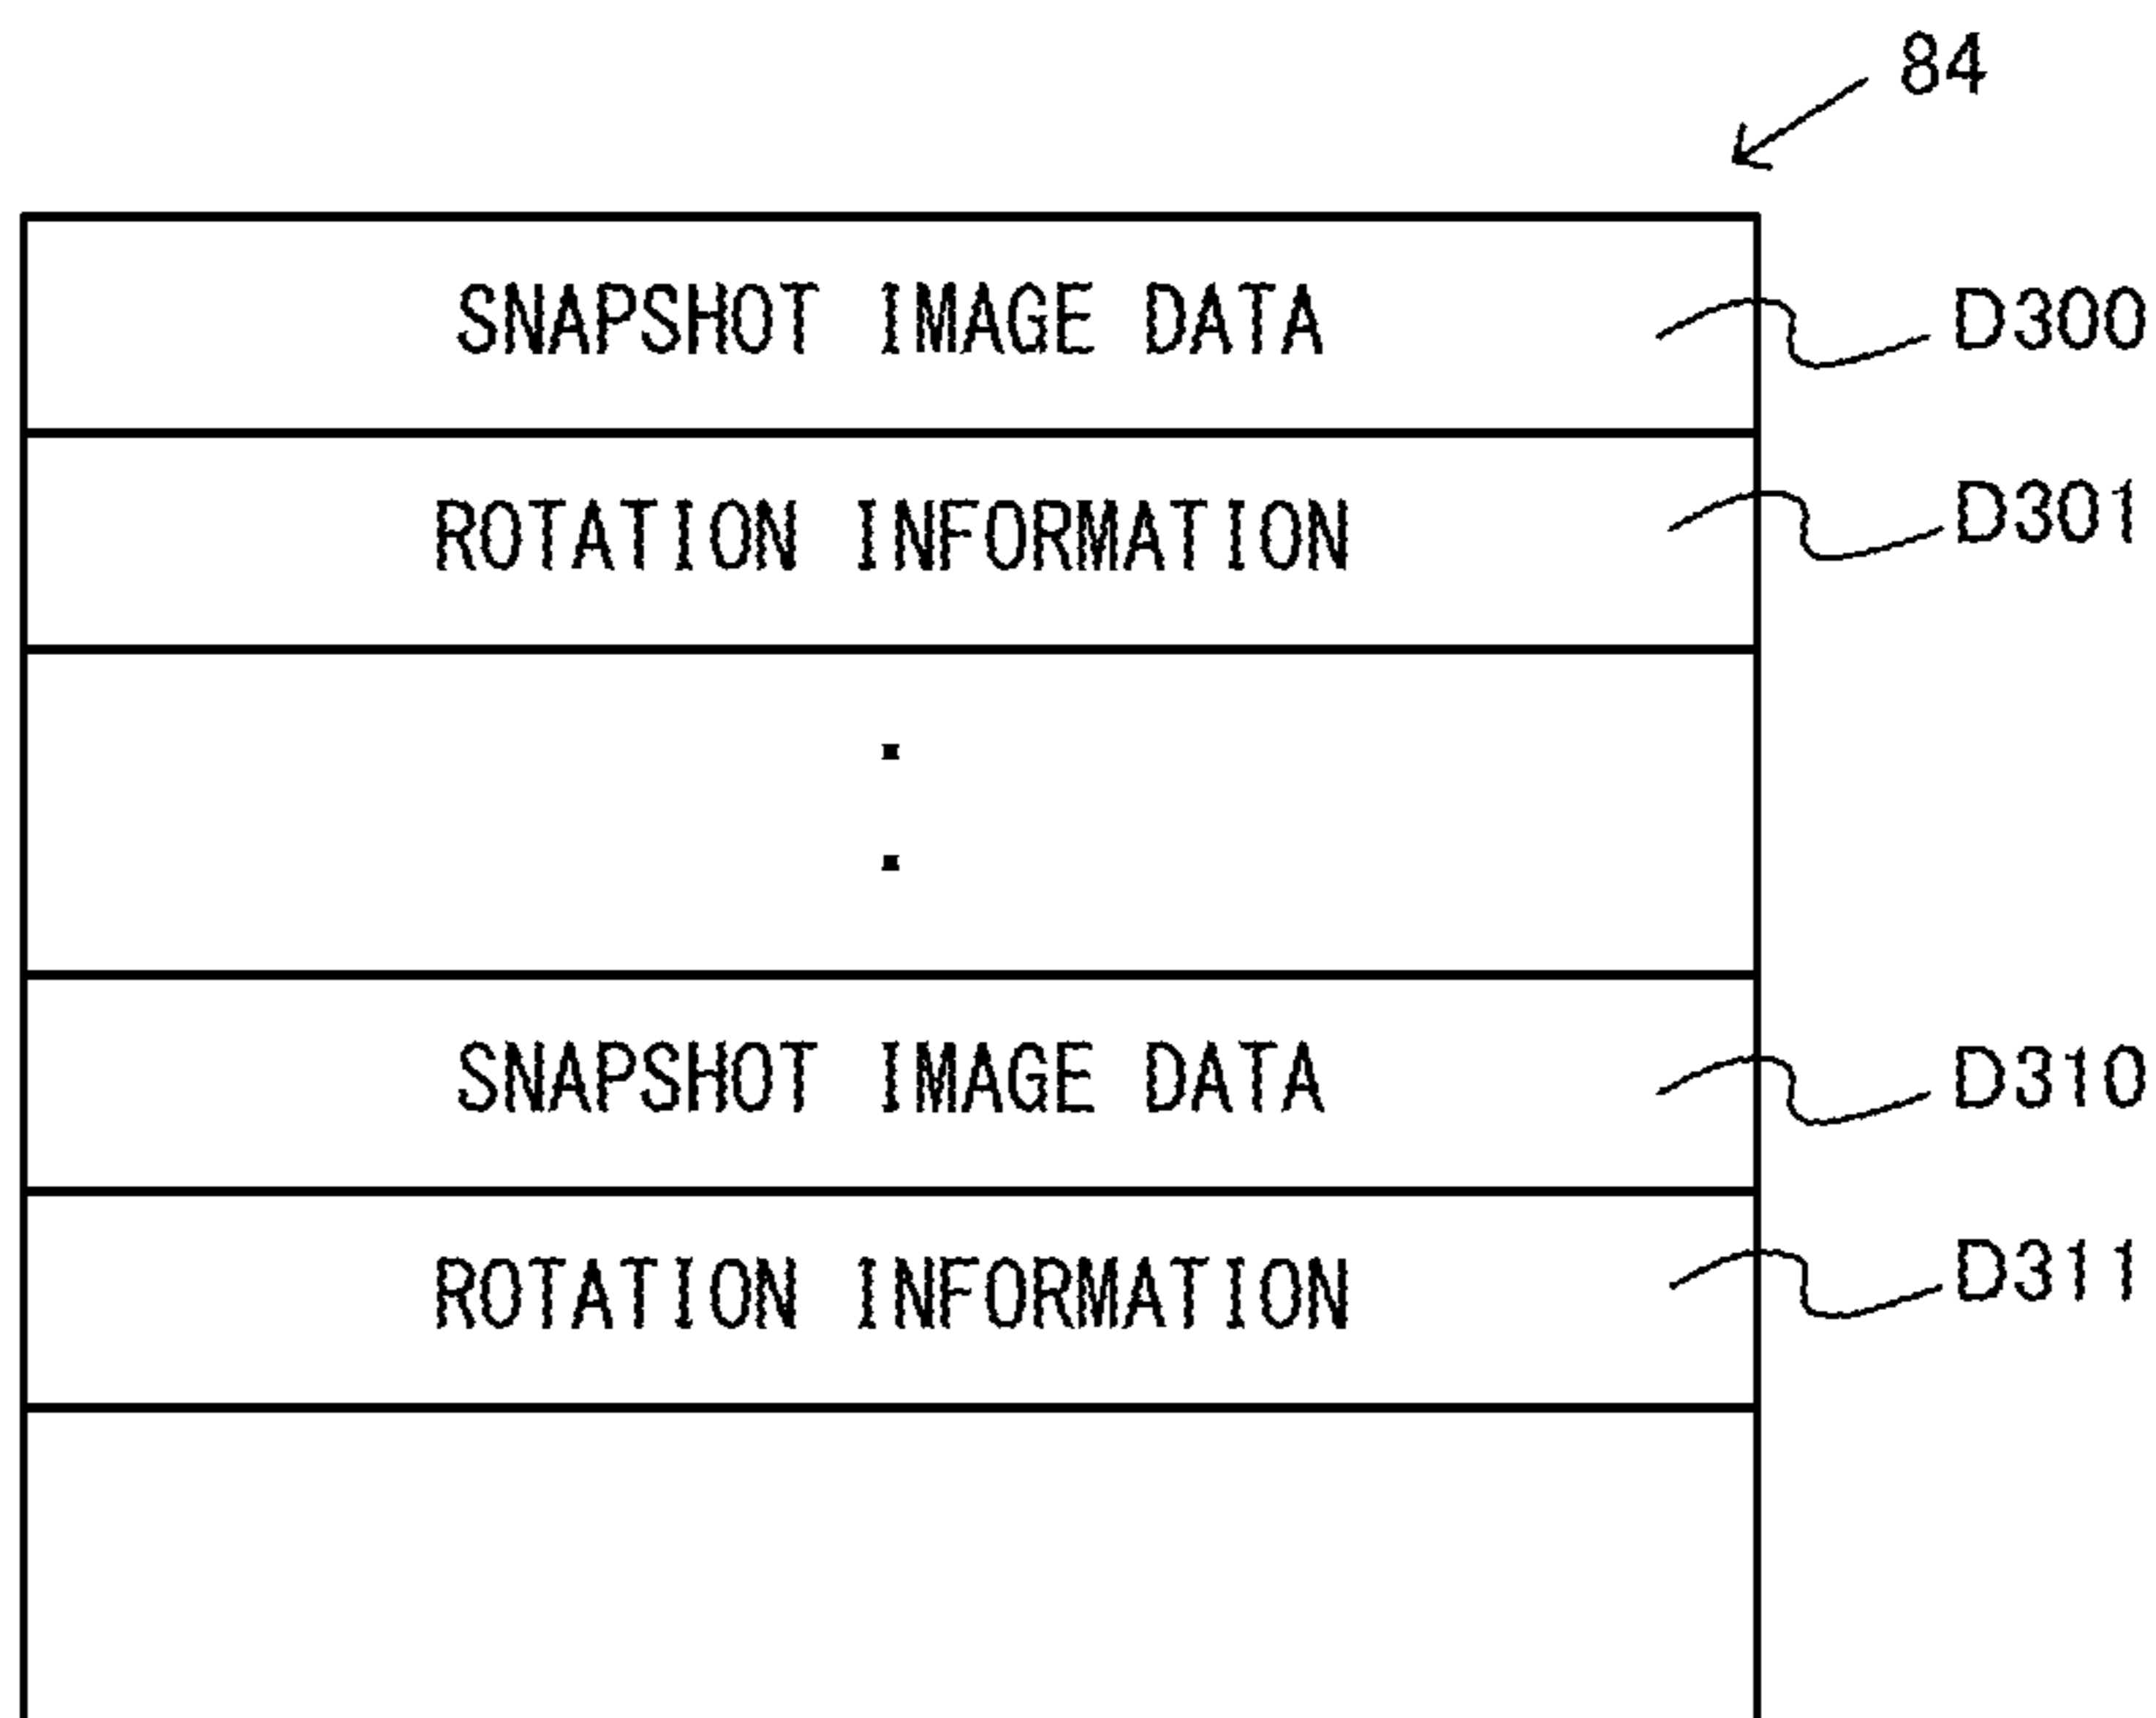 84
SNAPSHOT IMAGE DATA D300
ROTATION INFORMATION D301
SNAPSHOT IMAGE DATA D310
ROTATION INFORMATION D311